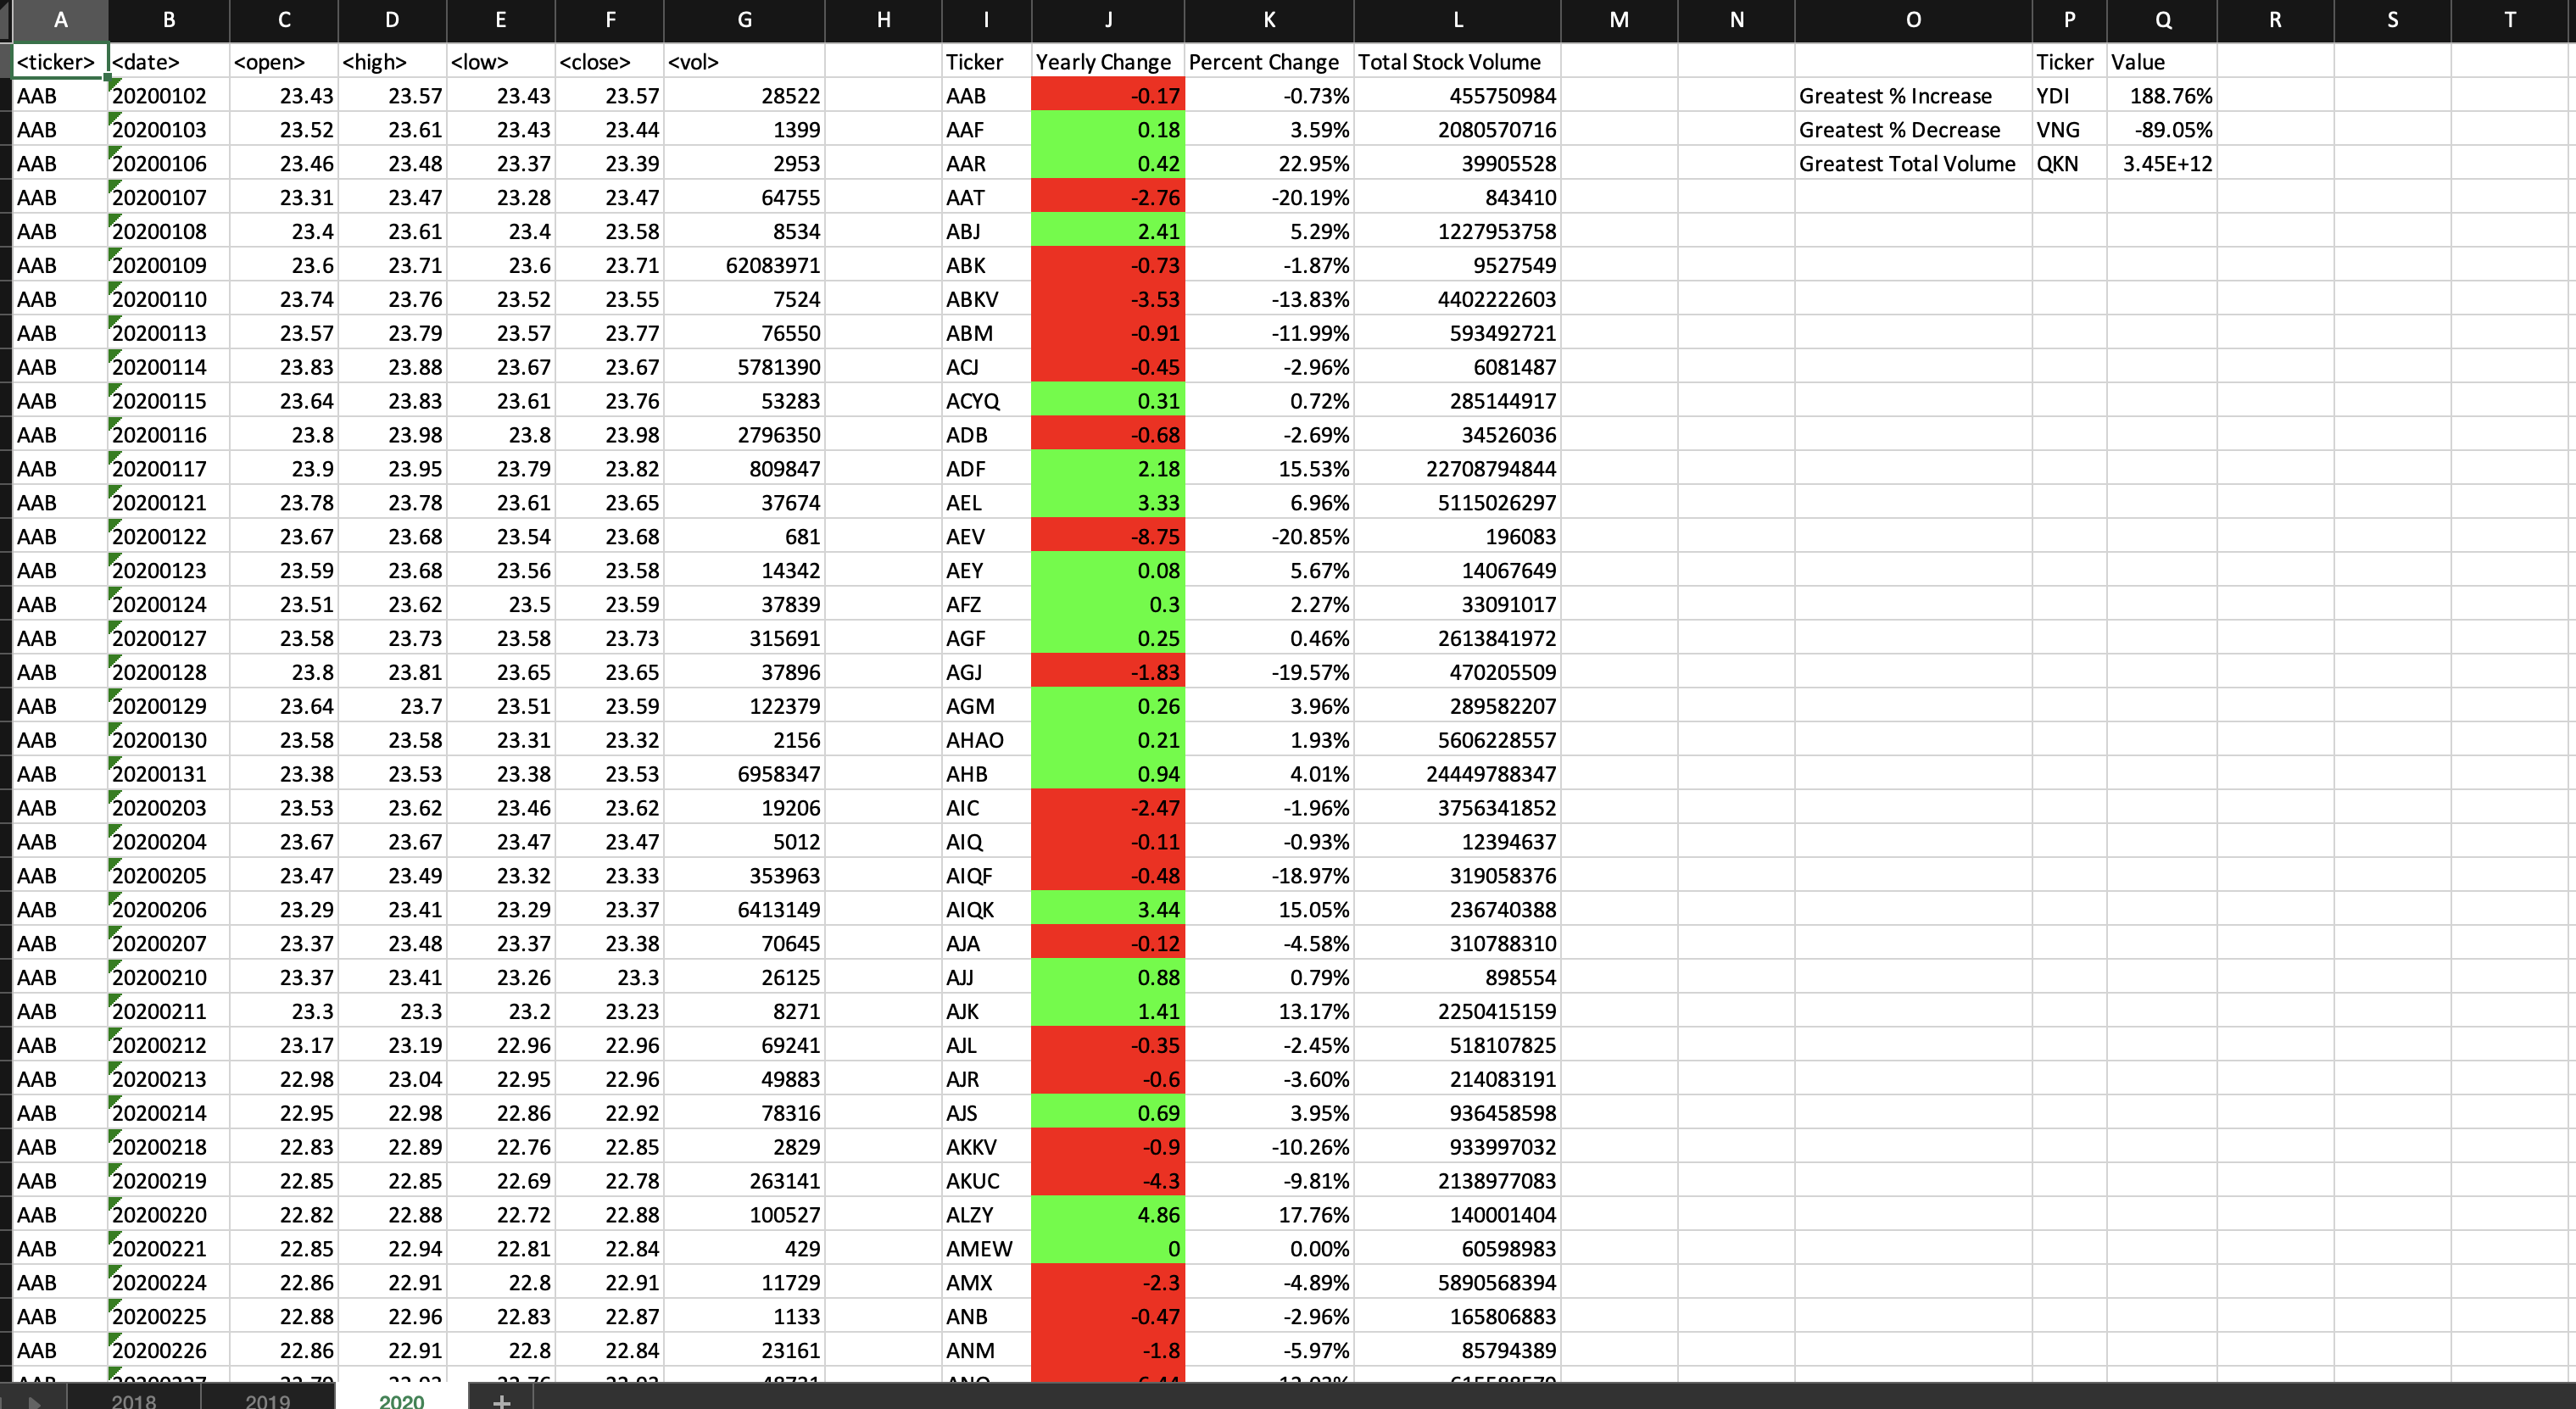 A B C D E F G H I J K L M N O P Q R S T
<ticker> <date> <open> <high> <low> <close> <vol> Ticker Yearly Change Percent Change Total Stock Volume Ticker Value
AAB 20200102 23.43 23.57 23.43 23.57 28522 AAB -0.17 -0.73% 455750984 Greatest % Increase YDI 188.76%
AAB 20200103 23.52 23.61 23.43 23.44 1399 AAF 0.18 3.59% 2080570716 Greatest % Decrease VNG -89.05%
AAB 20200106 23.46 23.48 23.37 23.39 2953 AAR 0.42 22.95% 39905528 Greatest Total Volume QKN 3.45E+12
AAB 20200107 23.31 23.47 23.28 23.47 64755 AAT -2.76 -20.19% 843410
AAB 20200108 23.4 23.61 23.4 23.58 8534 ABJ 2.41 5.29% 1227953758
AAB 20200109 23.6 23.71 23.6 23.71 62083971 ABK -0.73 -1.87% 9527549
AAB 20200110 23.74 23.76 23.52 23.55 7524 ABKV -3.53 -13.83% 4402222603
AAB 20200113 23.57 23.79 23.57 23.77 76550 ABM -0.91 -11.99% 593492721
AAB 20200114 23.83 23.88 23.67 23.67 5781390 ACJ -0.45 -2.96% 6081487
AAB 20200115 23.64 23.83 23.61 23.76 53283 ACYQ 0.31 0.72% 285144917
AAB 20200116 23.8 23.98 23.8 23.98 2796350 ADB -0.68 -2.69% 34526036
AAB 20200117 23.9 23.95 23.79 23.82 809847 ADF 2.18 15.53% 22708794844
AAB 20200121 23.78 23.78 23.61 23.65 37674 AEL 3.33 6.96% 5115026297
AAB 20200122 23.67 23.68 23.54 23.68 681 AEV -8.75 -20.85% 196083
AAB 20200123 23.59 23.68 23.56 23.58 14342 AEY 0.08 5.67% 14067649
AAB 20200124 23.51 23.62 23.5 23.59 37839 AFZ 0.3 2.27% 33091017
AAB 20200127 23.58 23.73 23.58 23.73 315691 AGF 0.25 0.46% 2613841972
AAB 20200128 23.8 23.81 23.65 23.65 37896 AGJ -1.83 -19.57% 470205509
AAB 20200129 23.64 23.7 23.51 23.59 122379 AGM 0.26 3.96% 289582207
AAB 20200130 23.58 23.58 23.31 23.32 2156 AHAO 0.21 1.93% 5606228557
AAB 20200131 23.38 23.53 23.38 23.53 6958347 AHB 0.94 4.01% 24449788347
AAB 20200203 23.53 23.62 23.46 23.62 19206 AIC -2.47 -1.96% 3756341852
AAB 20200204 23.67 23.67 23.47 23.47 5012 AIQ -0.11 -0.93% 12394637
AAB 20200205 23.47 23.49 23.32 23.33 353963 AIQF -0.48 -18.97% 319058376
AAB 20200206 23.29 23.41 23.29 23.37 6413149 AIQK 3.44 15.05% 236740388
AAB 20200207 23.37 23.48 23.37 23.38 70645 AJA -0.12 -4.58% 310788310
AAB 20200210 23.37 23.41 23.26 23.3 26125 AJJ 0.88 0.79% 898554
AAB 20200211 23.3 23.3 23.2 23.23 8271 AJK 1.41 13.17% 2250415159
AAB 20200212 23.17 23.19 22.96 22.96 69241 AJL -0.35 -2.45% 518107825
AAB 20200213 22.98 23.04 22.95 22.96 49883 AJR -0.6 -3.60% 214083191
AAB 20200214 22.95 22.98 22.86 22.92 78316 AJS 0.69 3.95% 936458598
AAB 20200218 22.83 22.89 22.76 22.85 2829 AKKV -0.9 -10.26% 933997032
AAB 20200219 22.85 22.85 22.69 22.78 263141 AKUC -4.3 -9.81% 2138977083
AAB 20200220 22.82 22.88 22.72 22.88 100527 ALZY 4.86 17.76% 140001404
AAB 20200221 22.85 22.94 22.81 22.84 429 AMEW 0 0.00% 60598983
AAB 20200224 22.86 22.91 22.8 22.91 11729 AMX -2.3 -4.89% 5890568394
AAB 20200225 22.88 22.96 22.83 22.87 1133 ANB -0.47 -2.96% 165806883
AAB 20200226 22.86 22.91 22.8 22.84 23161 ANM -1.8 -5.97% 85794389
2018 2019 2020 +